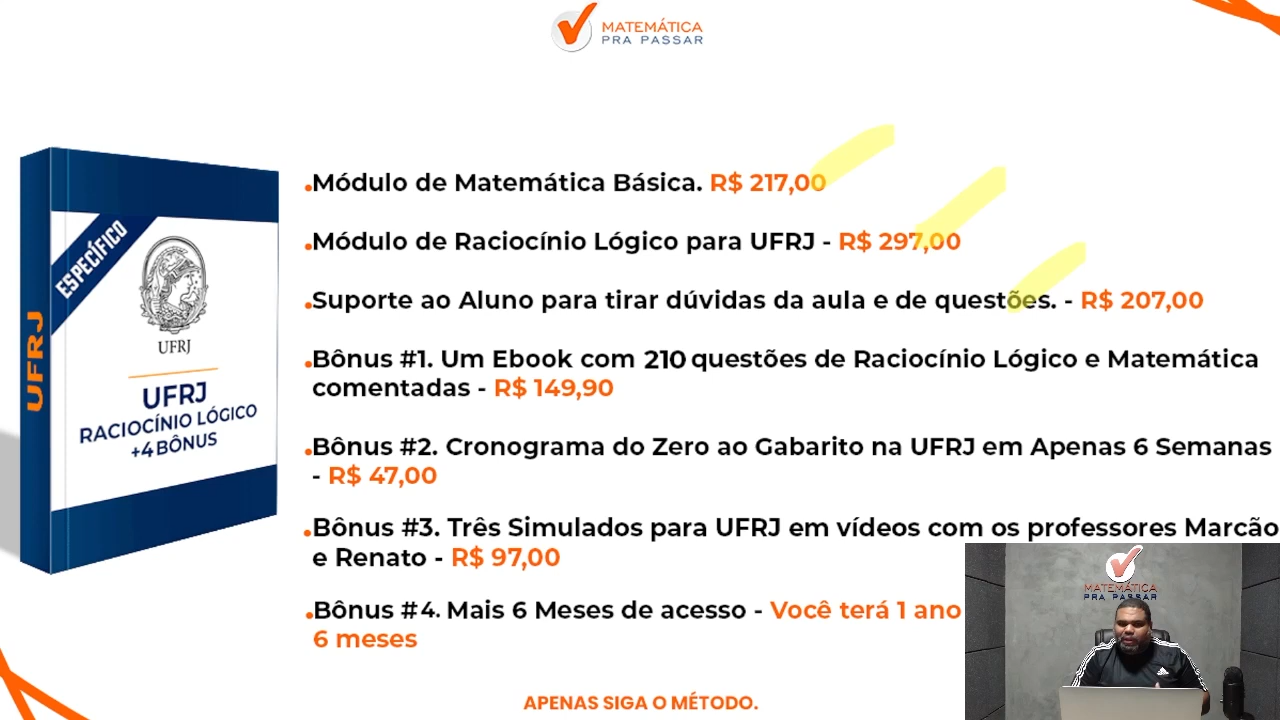 MATEMÁTICA
PRA PASSAR
•Módulo de Matemática Básica. R$ 217,00
•Módulo de Raciocínio Lógico para UFRJ - R$ 297,00
•Suporte ao Aluno para tirar dúvidas da aula e de questões. - R$ 207,00
•Bônus #1. Um Ebook com 210 questões de Raciocínio Lógico e Matemática
comentadas - R$ 149,90
•Bônus #2. Cronograma do Zero ao Gabarito na UFRJ em Apenas 6 Semanas
- R$ 47,00
•Bônus #3. Três Simulados para UFRJ em vídeos com os professores Marcão
e Renato - R$ 97,00
•Bônus #4. Mais 6 Meses de acesso - Você terá 1 ano
6 meses
ESPECÍFICO
UFRJ
UFRJ
UFRJ
RACIOCÍNIO LÓGICO
+4 BÔNUS
MATEMÁTICA
PRA PASSAR
APENAS SIGA O MÉTODO.